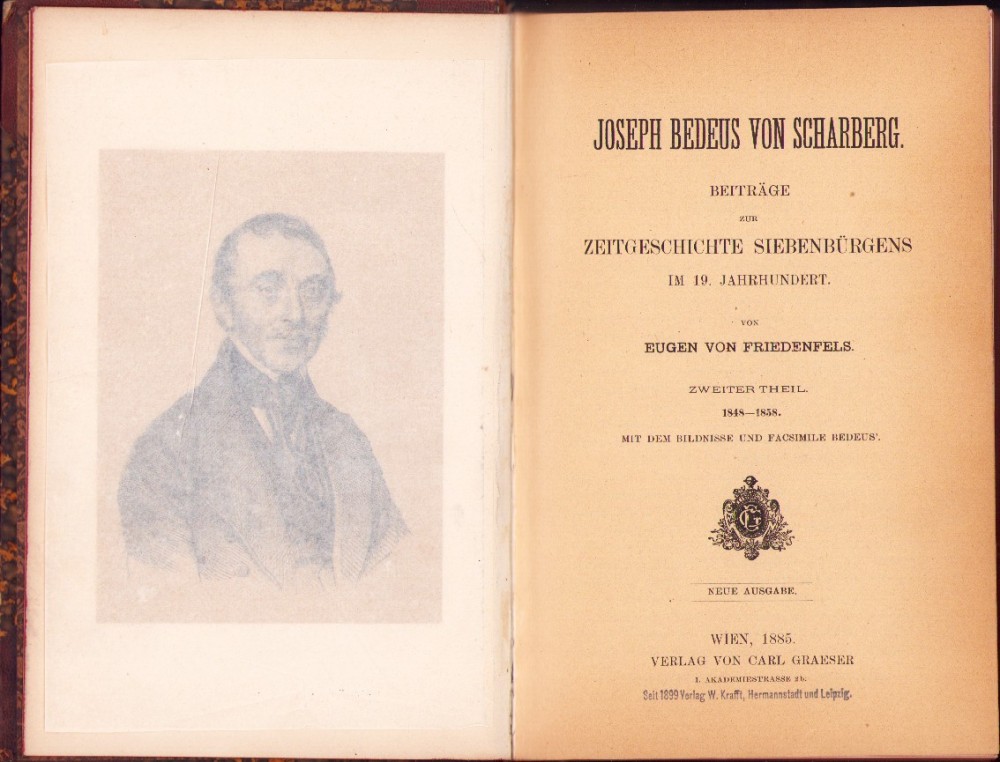 JOSEPH BEDEUS VON SCHARBERG.
BEITRÄGE
ZUR
ZEITGESCHICHTE SIEBENBÜRGENS
IM 19. JAHRHUNDERT.
VON
EUGEN VON FRIEDENFELS.
ZWEITER THEIL.
1848—1858.
MIT DEM BILDNISSE UND FACSIMILE BEDEUS'.
CG
NEUE AUSGABE.
WIEN, 1885.
VERLAG VON CARL GRAESER
I. AKADEMIESTRASSE 2b.
Seit 1899 Verlag W. Krafft, Hermannstadt und Leipzig.